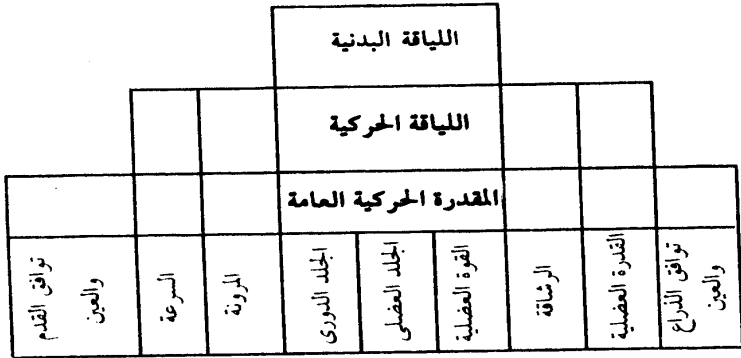 اللياقة البدنية
اللياقة الحركية
المقدرة الحركية العامة
توافق الذراع
والعين
القدرة العضلية
الرشاقة
القوة العضلية
الجلد العضلى
الجلد الدورى
المرونة
السرعة
توافق القدم
والعين